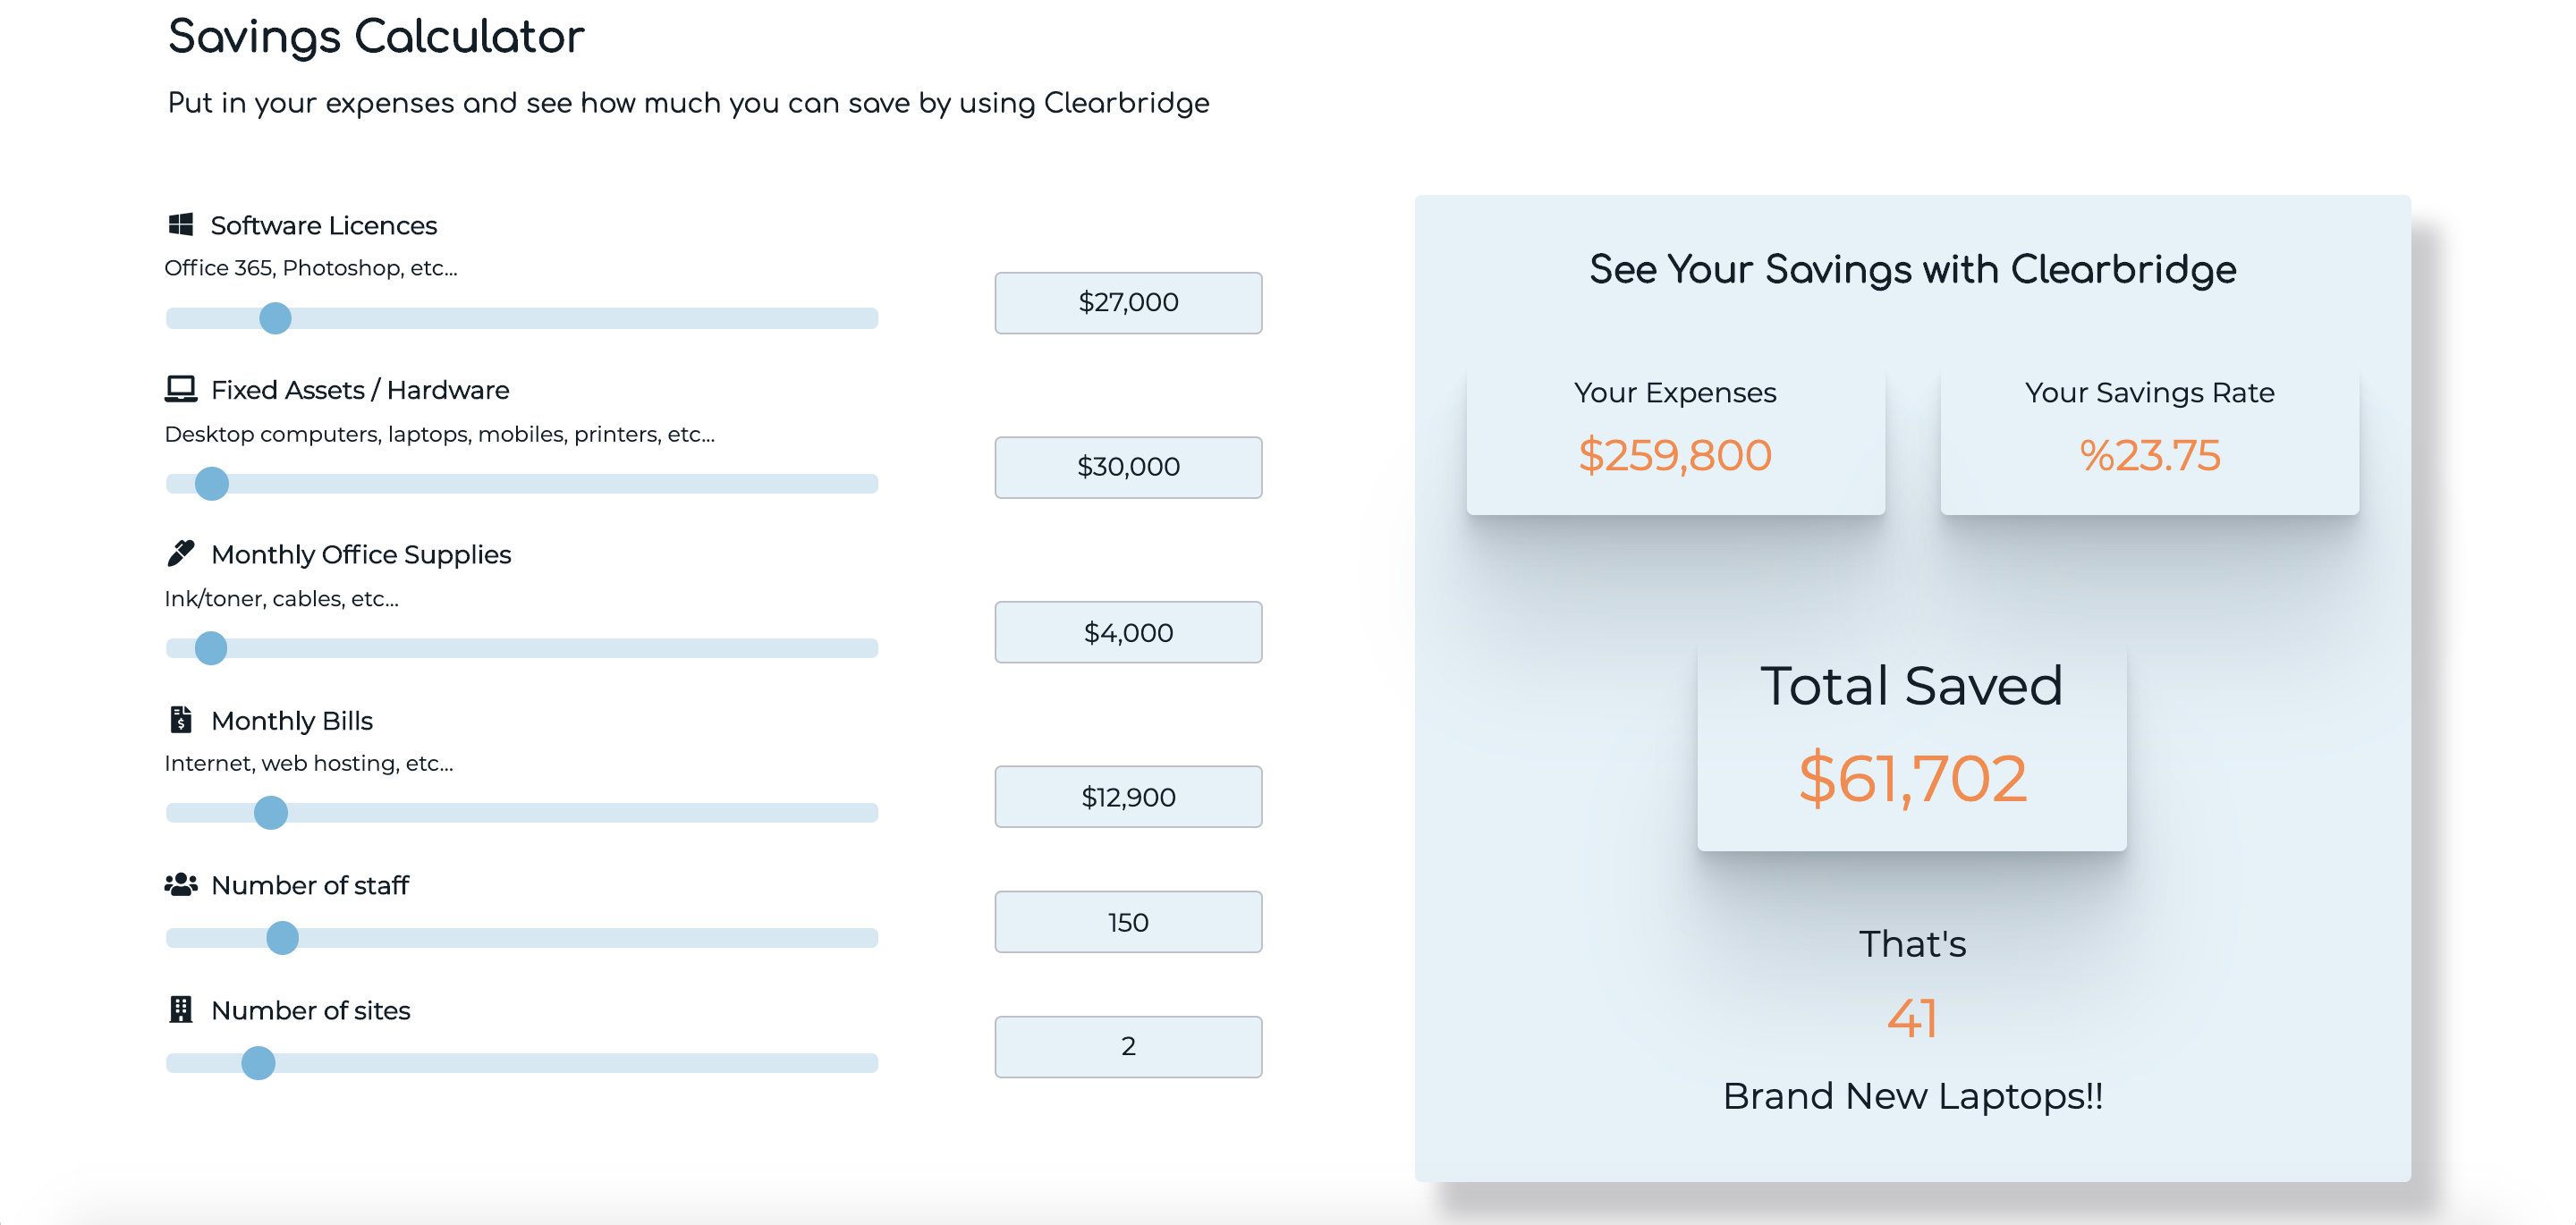 Savings Calculator
Put in your expenses and see how much you can save by using Clearbridge
Software Licences
Office 365, Photoshop, etc...
$27,000
Fixed Assets / Hardware
Desktop computers, laptops, mobiles, printers, etc...
$30,000
Monthly Office Supplies
Ink/toner, cables, etc...
$4,000
Monthly Bills
Internet, web hosting, etc...
$12,900
Number of staff
150
Number of sites
2
See Your Savings with Clearbridge
Your Expenses
$259,800
Your Savings Rate
%23.75
Total Saved
$61,702
That's
41
Brand New Laptops!!